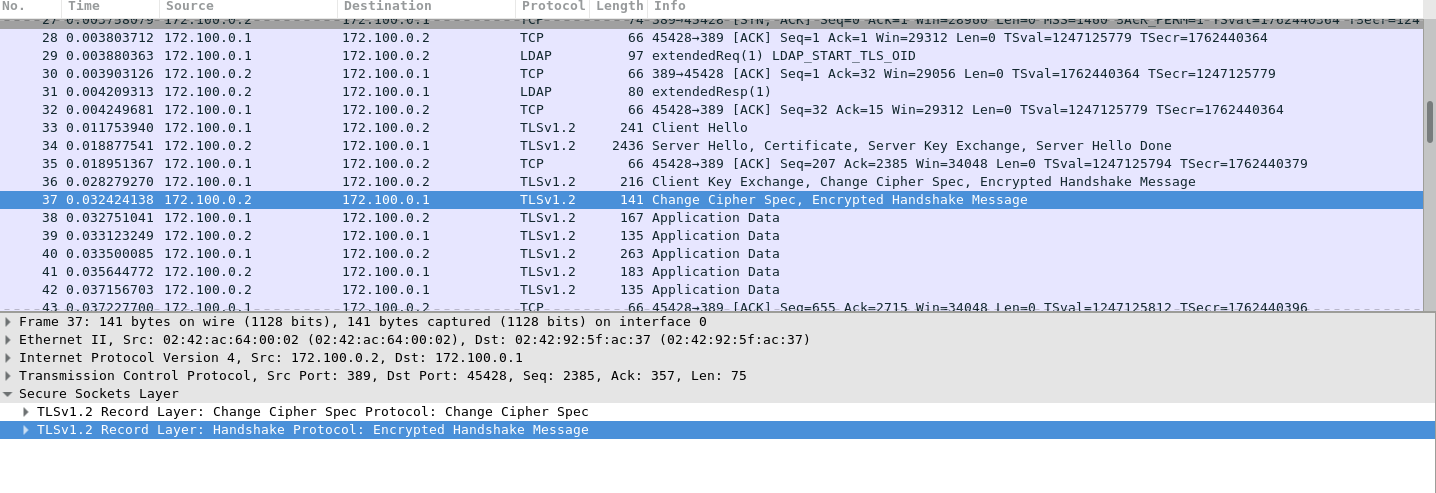 No. Time Source Destination Protocol Length Info
27 0.003758079 172.100.0.2 172.100.0.1 TCP 74 389→45428 [SYN, ACK] Seq=0 Ack=1 Win=28960 Len=0 MSS=1460 SACK_PERM=1 TSval=1762440364 TSecr=124
28 0.003803712 172.100.0.1 172.100.0.2 TCP 66 45428→389 [ACK] Seq=1 Ack=1 Win=29312 Len=0 TSval=1247125779 TSecr=1762440364
29 0.003880363 172.100.0.1 172.100.0.2 LDAP 97 extendedReq(1) LDAP_START_TLS_OID
30 0.003903126 172.100.0.2 172.100.0.1 TCP 66 389→45428 [ACK] Seq=1 Ack=32 Win=29056 Len=0 TSval=1762440364 TSecr=1247125779
31 0.004209313 172.100.0.2 172.100.0.1 LDAP 80 extendedResp(1)
32 0.004249681 172.100.0.1 172.100.0.2 TCP 66 45428→389 [ACK] Seq=32 Ack=15 Win=29312 Len=0 TSval=1247125779 TSecr=1762440364
33 0.011753940 172.100.0.1 172.100.0.2 TLSv1.2 241 Client Hello
34 0.018877541 172.100.0.2 172.100.0.1 TLSv1.2 2436 Server Hello, Certificate, Server Key Exchange, Server Hello Done
35 0.018951367 172.100.0.1 172.100.0.2 TCP 66 45428→389 [ACK] Seq=207 Ack=2385 Win=34048 Len=0 TSval=1247125794 TSecr=1762440379
36 0.028279270 172.100.0.1 172.100.0.2 TLSv1.2 216 Client Key Exchange, Change Cipher Spec, Encrypted Handshake Message
37 0.032424138 172.100.0.2 172.100.0.1 TLSv1.2 141 Change Cipher Spec, Encrypted Handshake Message
38 0.032751041 172.100.0.1 172.100.0.2 TLSv1.2 167 Application Data
39 0.033123249 172.100.0.2 172.100.0.1 TLSv1.2 135 Application Data
40 0.033500085 172.100.0.1 172.100.0.2 TLSv1.2 263 Application Data
41 0.035644772 172.100.0.2 172.100.0.1 TLSv1.2 183 Application Data
42 0.037156703 172.100.0.2 172.100.0.1 TLSv1.2 135 Application Data
43 0.037227700 172.100.0.1 172.100.0.2 TCP 66 45428→389 [ACK] Seq=655 Ack=2715 Win=34048 Len=0 TSval=1247125812 TSecr=1762440396
Frame 37: 141 bytes on wire (1128 bits), 141 bytes captured (1128 bits) on interface 0
Ethernet II, Src: 02:42:ac:64:00:02 (02:42:ac:64:00:02), Dst: 02:42:92:5f:ac:37 (02:42:92:5f:ac:37)
Internet Protocol Version 4, Src: 172.100.0.2, Dst: 172.100.0.1
Transmission Control Protocol, Src Port: 389, Dst Port: 45428, Seq: 2385, Ack: 357, Len: 75
Secure Sockets Layer
TLSv1.2 Record Layer: Change Cipher Spec Protocol: Change Cipher Spec
TLSv1.2 Record Layer: Handshake Protocol: Encrypted Handshake Message